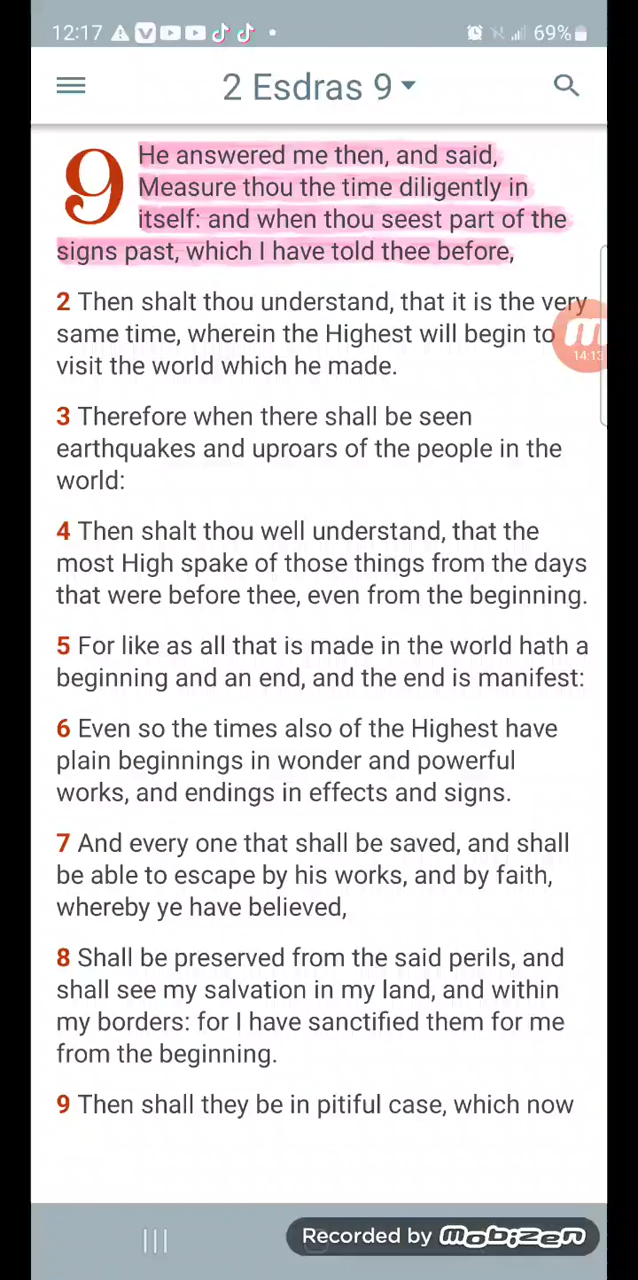 12:17 69%
2 Esdras 9
9 He answered me then, and said,
Measure thou the time diligently in
itself: and when thou seest part of the
signs past, which I have told thee before,
2 Then shalt thou understand, that it is the very
same time, wherein the Highest will begin to
visit the world which he made.
14:13
3 Therefore when there shall be seen
earthquakes and uproars of the people in the
world:
4 Then shalt thou well understand, that the
most High spake of those things from the days
that were before thee, even from the beginning.
5 For like as all that is made in the world hath a
beginning and an end, and the end is manifest:
6 Even so the times also of the Highest have
plain beginnings in wonder and powerful
works, and endings in effects and signs.
7 And every one that shall be saved, and shall
be able to escape by his works, and by faith,
whereby ye have believed,
8 Shall be preserved from the said perils, and
shall see my salvation in my land, and within
my borders: for I have sanctified them for me
from the beginning.
9 Then shall they be in pitiful case, which now
Recorded by Mobizen